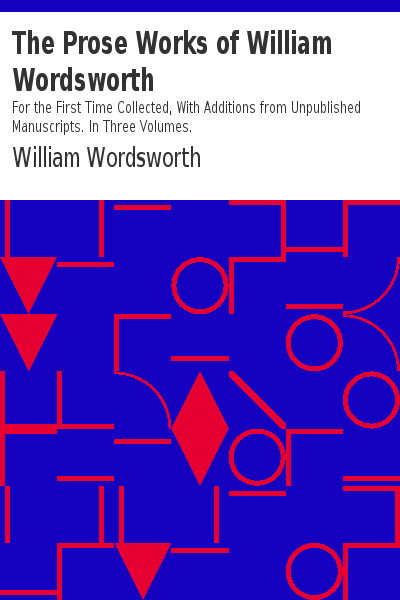 The Prose Works of William
Wordsworth
For the First Time Collected, With Additions from Unpublished
Manuscripts. In Three Volumes.
William Wordsworth